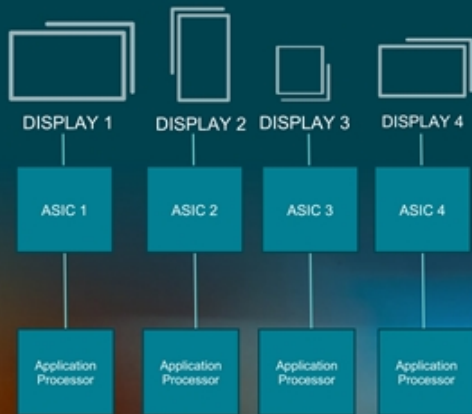 DISPLAY 1 DISPLAY 2 DISPLAY 3 DISPLAY 4
ASIC 1 ASIC 2 ASIC 3 ASIC 4
Application Application Application Application
Processor Processor Processor Processor